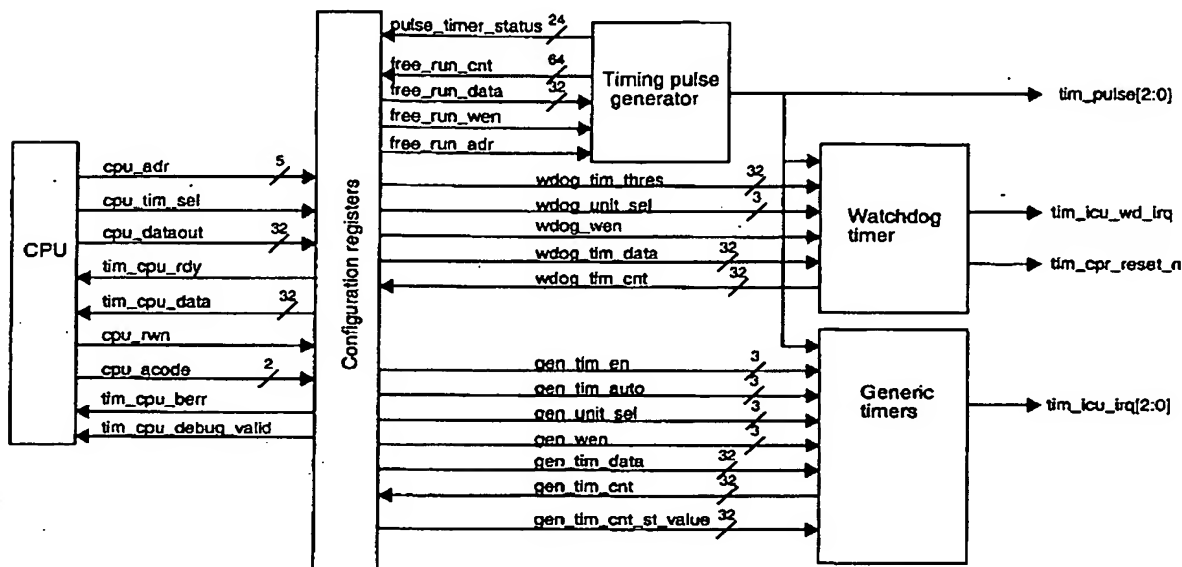 CPU
cpu_adr 5
cpu_tim_sel
cpu_dataout 32
tim_cpu_rdy
tim_cpu_data 32
cpu_rwn
cpu_acode 2
tim_cpu_berr
tim_cpu_debug_valid
Configuration registers
pulse_timer_status 24
free_run_cnt 64
free_run_data 32
free_run_wen
free_run_adr
Timing pulse
generator
tim_pulse[2:0]
wdog_tim_thres 32
wdog_unit_sel 3
wdog_wen
wdog_tim_data 32
wdog_tim_cnt 32
Watchdog
timer
tim_icu_wd_irq
tim_cpr_reset_n
gen_tim_en 3
gen_tim_auto 3
gen_unit_sel 3
gen_wen 3
gen_tim_data 32
gen_tim_cnt 32
gen_tim_cnt_st_value 32
Generic
timers
tim_icu_irq[2:0]